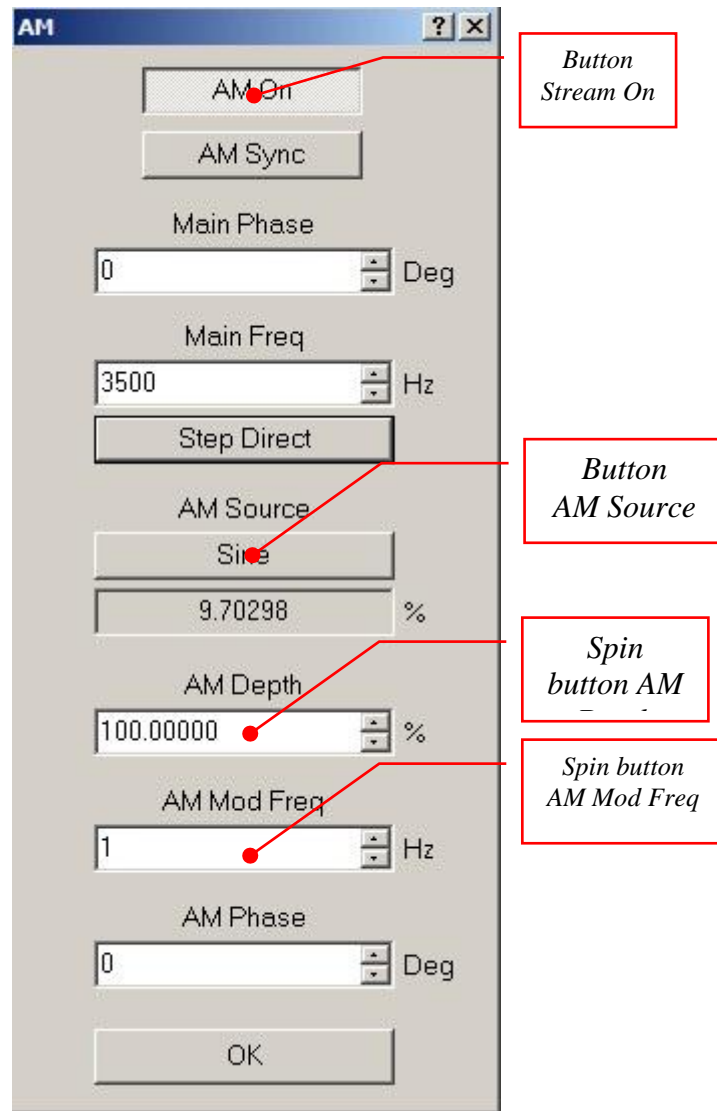 AM
AM On
AM Sync
Main Phase
0 Deg
Main Freq
3500 Hz
Step Direct
AM Source
Sine
9.70298 %
AM Depth
100.00000 %
AM Mod Freq
1 Hz
AM Phase
0 Deg
OK
Button
Stream On
Button
AM Source
Spin
button AM
Spin button
AM Mod Freq